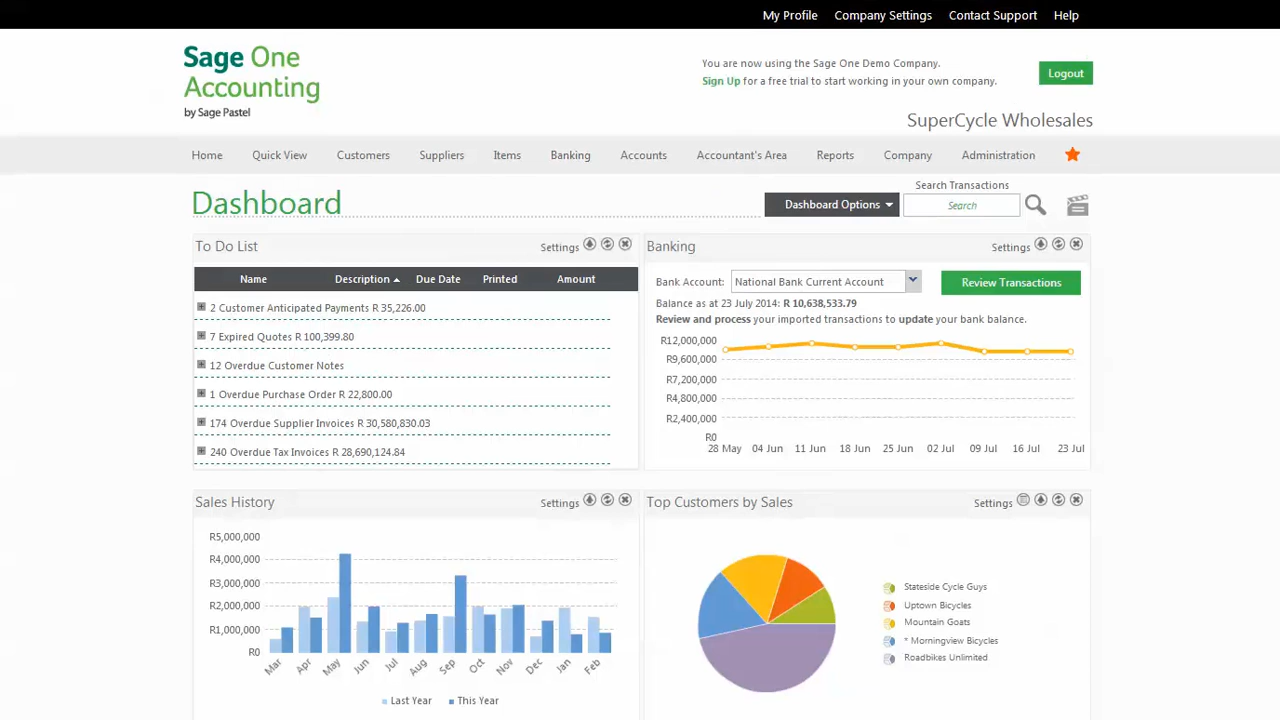 My Profile Company Settings Contact Support Help
Sage One
Accounting
by Sage Pastel
You are now using the Sage One Demo Company.
Sign Up for a free trial to start working in your own company.
Logout
SuperCycle Wholesales
Home Quick View Customers Suppliers Items Banking Accounts Accountant's Area Reports Company Administration
Dashboard
Dashboard Options
Search Transactions
Search
To Do List
Settings
Name Description Due Date Printed Amount
2 Customer Anticipated Payments R 35,226.00
7 Expired Quotes R 100,399.80
12 Overdue Customer Notes
1 Overdue Purchase Order R 22,800.00
174 Overdue Supplier Invoices R 30,580,830.03
240 Overdue Tax Invoices R 28,690,124.84
Banking
Settings
Bank Account: National Bank Current Account
Review Transactions
Balance as at 23 July 2014: R 10,638,533.79
Review and process your imported transactions to update your bank balance.
R12,000,000
R9,600,000
R7,200,000
R4,800,000
R2,400,000
R0
28 May 04 Jun 11 Jun 18 Jun 25 Jun 02 Jul 09 Jul 16 Jul 23 Jul
Sales History
Settings
R5,000,000
R4,000,000
R3,000,000
R2,000,000
R1,000,000
R0
Mar Apr May Jun Jul Aug Sep Oct Nov Dec Jan Feb
Last Year This Year
Top Customers by Sales
Settings
Stateside Cycle Guys
Uptown Bicycles
Mountain Goats
* Morningview Bicycles
Roadbikes Unlimited